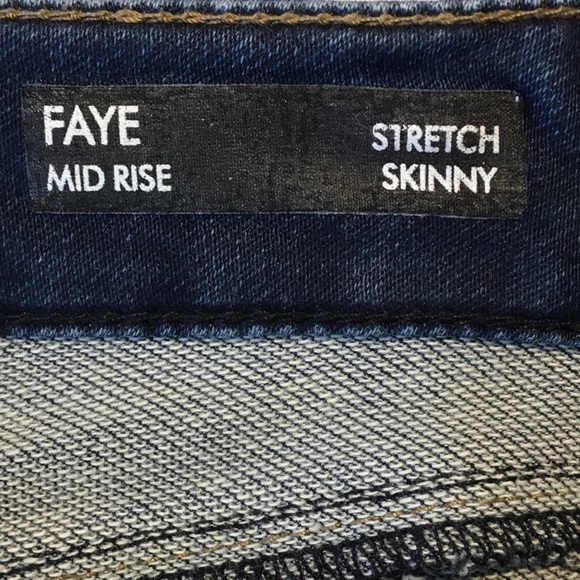 FAYE
MID RISE
STRETCH
SKINNY